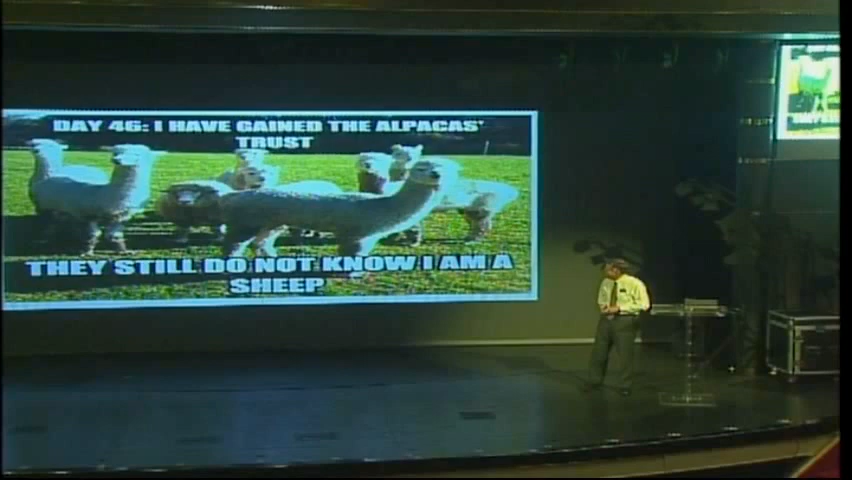 DAY 46: I HAVE GAINED THE ALPACAS'
TRUST
THEY STILL DO NOT KNOW I AM A
SHEEP